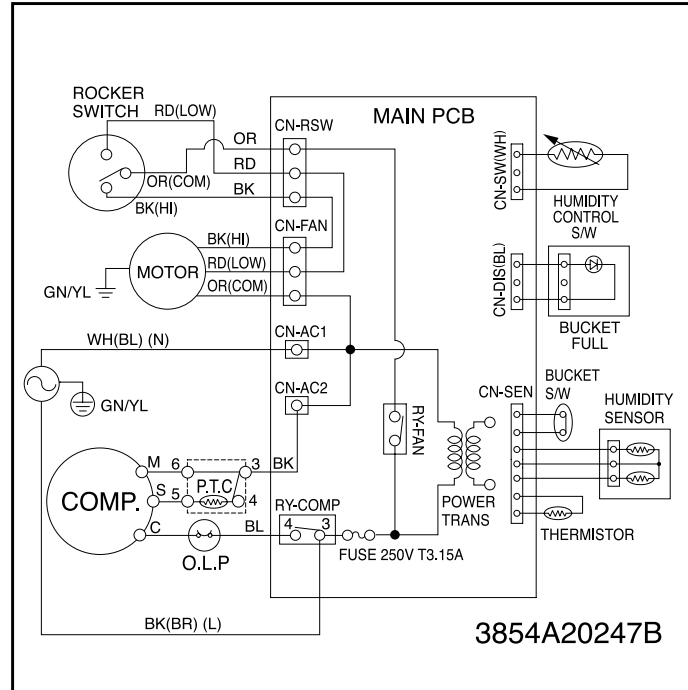 ROCKER
SWITCH
RD(LOW)
OR
RD
OR(COM)
BK
BK(HI)
CN-RSW
MAIN PCB
CN-SW(WH)
HUMIDITY
CONTROL
S/W
CN-FAN
BK(HI)
MOTOR
RD(LOW)
OR(COM)
GN/YL
CN-DIS(BL)
BUCKET
FULL
WH(BL) (N)
CN-AC1
CN-AC2
GN/YL
RY-FAN
CN-SEN
BUCKET
S/W
HUMIDITY
SENSOR
COMP.
M
6
3
BK
S
5
P.T.C
4
C
O.L.P
BL
RY-COMP
4
3
FUSE 250V T3.15A
POWER
TRANS
THERMISTOR
BK(BR) (L)
3854A20247B